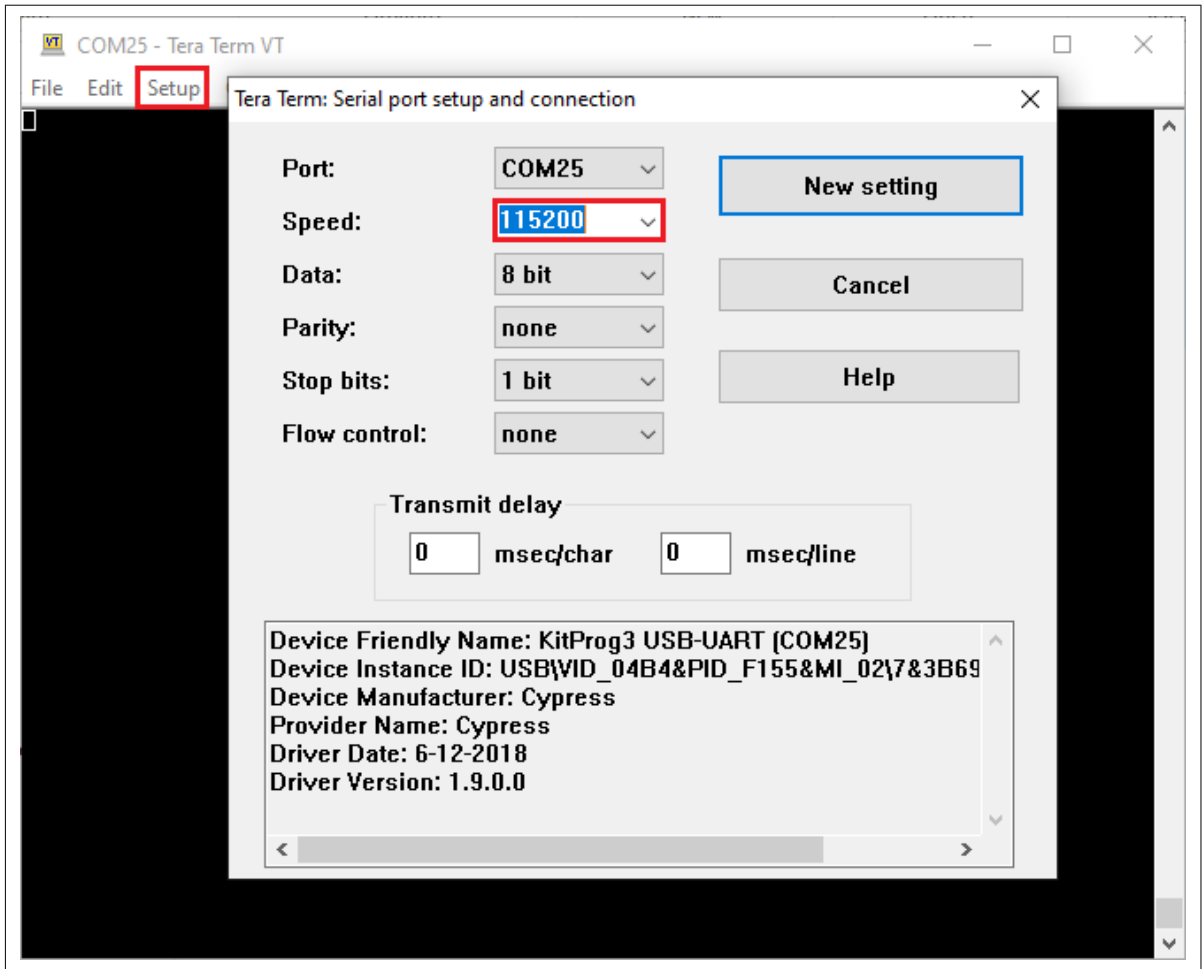 COM25 - Tera Term VT
File Edit Setup
Tera Term: Serial port setup and connection
Port: COM25 New setting
Speed: 115200
Data: 8 bit Cancel
Parity: none
Stop bits: 1 bit Help
Flow control: none
Transmit delay
0 msec/char 0 msec/line
Device Friendly Name: KitProg3 USB-UART (COM25)
Device Instance ID: USB\VID_04B4&PID_F155&MI_02\7&3B69
Device Manufacturer: Cypress
Provider Name: Cypress
Driver Date: 6-12-2018
Driver Version: 1.9.0.0